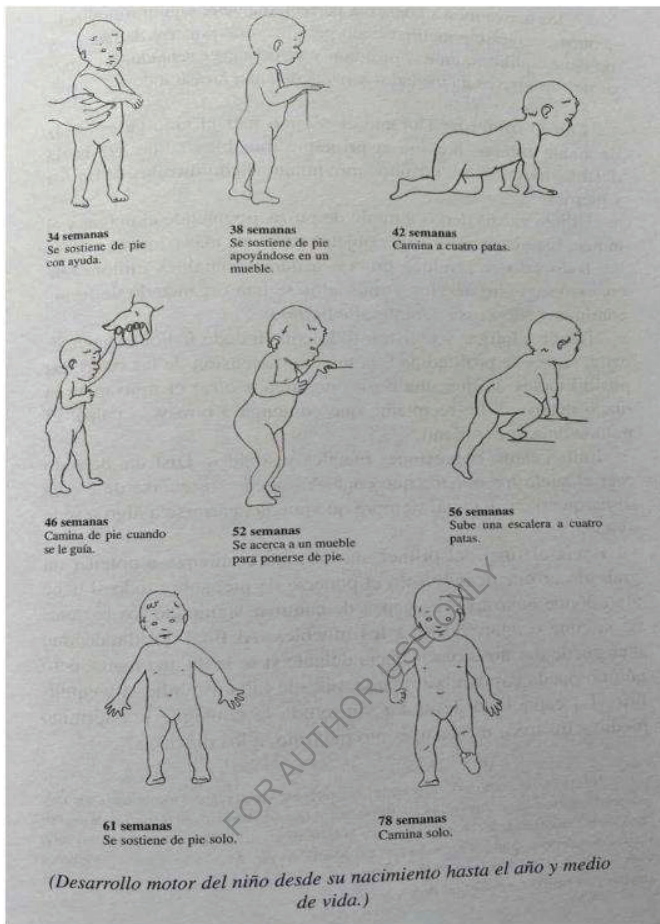 34 semanas
Se sostiene de pie
con ayuda.
38 semanas
Se sostiene de pie
apoyándose en un
mueble.
42 semanas
Camina a cuatro patas.
46 semanas
Camina de pie cuando
se le guía.
52 semanas
Se acerca a un mueble
para ponerse de pie.
56 semanas
Sube una escalera a cuatro
patas.
61 semanas
Se sostiene de pie solo.
78 semanas
Camina solo.
FOR AUTHOR USE ONLY
(Desarrollo motor del niño desde su nacimiento hasta el año y medio
de vida.)